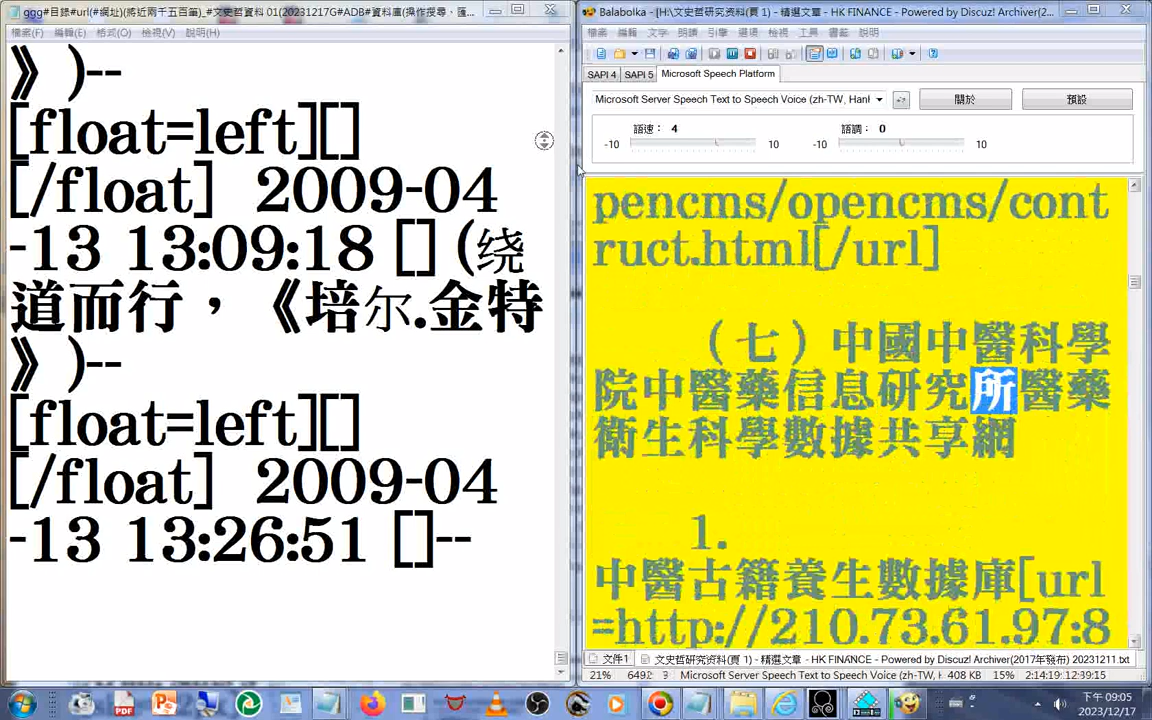 ggg#目錄#url(#網址)(將近兩千五百筆)_#文史哲資料 01(20231217G#ADB#資料庫(操作搜尋、匯...
檔案(F) 編輯(E) 格式(O) 檢視(V) 說明(H)
》)--
[float=left][]
[/float] 2009-04
-13 13:09:18 [] (绕
道而行，《培尔.金特
》)--
[float=left][]
[/float] 2009-04
-13 13:26:51 []--
Balabolka - [H:\文史哲研究资料(頁 1) - 精選文章 - HK FINANCE - Powered by Discuz! Archiver(2...
檔案 編輯 文字 朗讀 引擎 選項 檢視 工具 書籤 說明
SAPI 4 SAPI 5 Microsoft Speech Platform
Microsoft Server Speech Text to Speech Voice (zh-TW, HanH
關於 預設
語速： 4 語調： 0
-10 10 -10 10
pencms/opencms/cont
ruct.html[/url]
（七）中國中醫科學
院中醫藥信息研究所醫藥
衛生科學數據共享網
1.
中醫古籍養生數據庫[url
=http://210.73.61.97:8
文件1 文史哲研究资料(頁 1) - 精選文章 - HK FINANCE - Powered by Discuz! Archiver(2017年發布) 20231211.txt
21% 649: 3 Microsoft Server Speech Text to Speech Voice (z 408 KB 15% 2:14:19:12:39:15
下午 09:05
2023/12/17